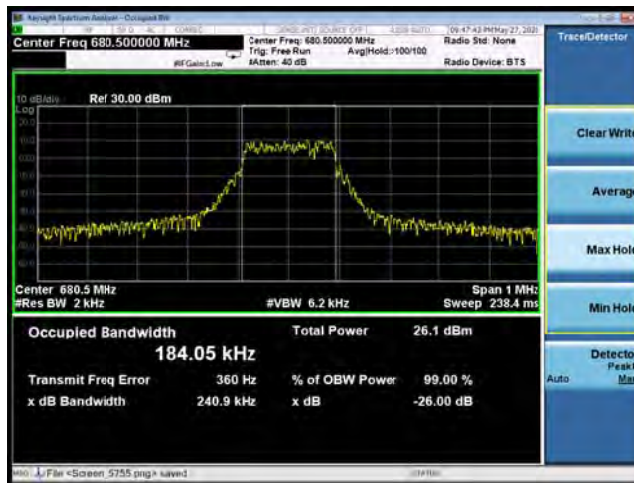 Keysight Spectrum Analyzer - Occupied BW
Center Freq 680.500000 MHz
Center Freq: 680.500000 MHz
Trig: Free Run
Avg|Hold:>100/100
#IFGain:Low
#Atten: 40 dB
09:47:43 PM May 27, 2021
Radio Std: None
Radio Device: BTS
Trace/Detector
10 dB/div
Ref 30.00 dBm
Log
Clear Write
Average
Max Hold
Min Hold
Center 680.5 MHz
Span 1 MHz
#Res BW 2 kHz
#VBW 6.2 kHz
Sweep 238.4 ms
Occupied Bandwidth
184.05 kHz
Total Power
26.1 dBm
Transmit Freq Error
360 Hz
% of OBW Power
99.00 %
x dB Bandwidth
240.9 kHz
x dB
-26.00 dB
Auto
MSG
File <Screen_5755.png> saved
STATUS